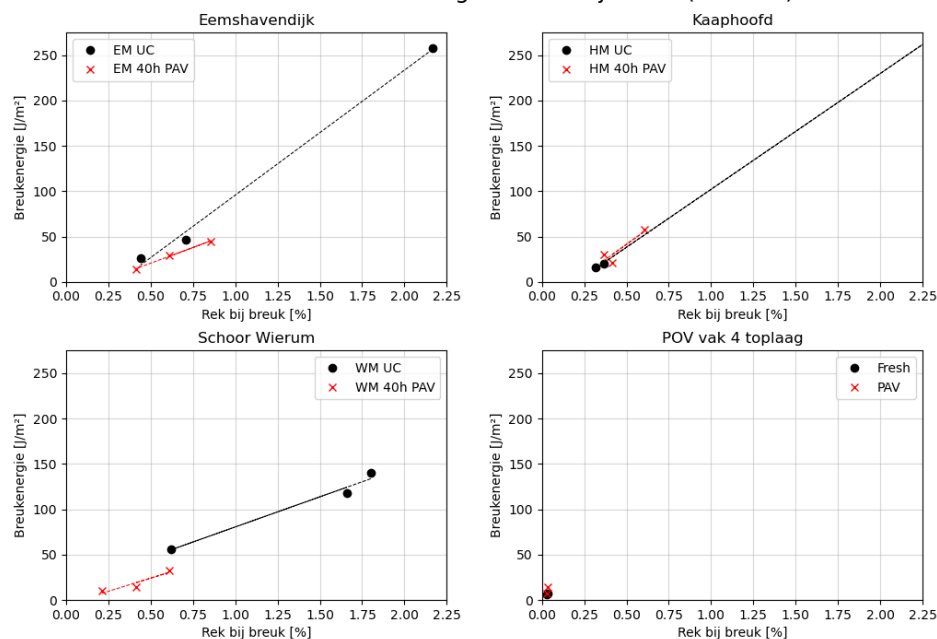 Eemshavendijk
EM UC
EM 40h PAV
250
200
150
100
50
0
Breukenergie [J/m²]
0.00 0.25 0.50 0.75 1.00 1.25 1.50 1.75 2.00 2.25
Rek bij breuk [%]
Kaaphoofd
HM UC
HM 40h PAV
250
200
150
100
50
0
Breukenergie [J/m²]
0.00 0.25 0.50 0.75 1.00 1.25 1.50 1.75 2.00 2.25
Rek bij breuk [%]
Schoor Wierum
WM UC
WM 40h PAV
250
200
150
100
50
0
Breukenergie [J/m²]
0.00 0.25 0.50 0.75 1.00 1.25 1.50 1.75 2.00 2.25
Rek bij breuk [%]
POV vak 4 toplaag
Fresh
PAV
250
200
150
100
50
0
Breukenergie [J/m²]
0.00 0.25 0.50 0.75 1.00 1.25 1.50 1.75 2.00 2.25
Rek bij breuk [%]